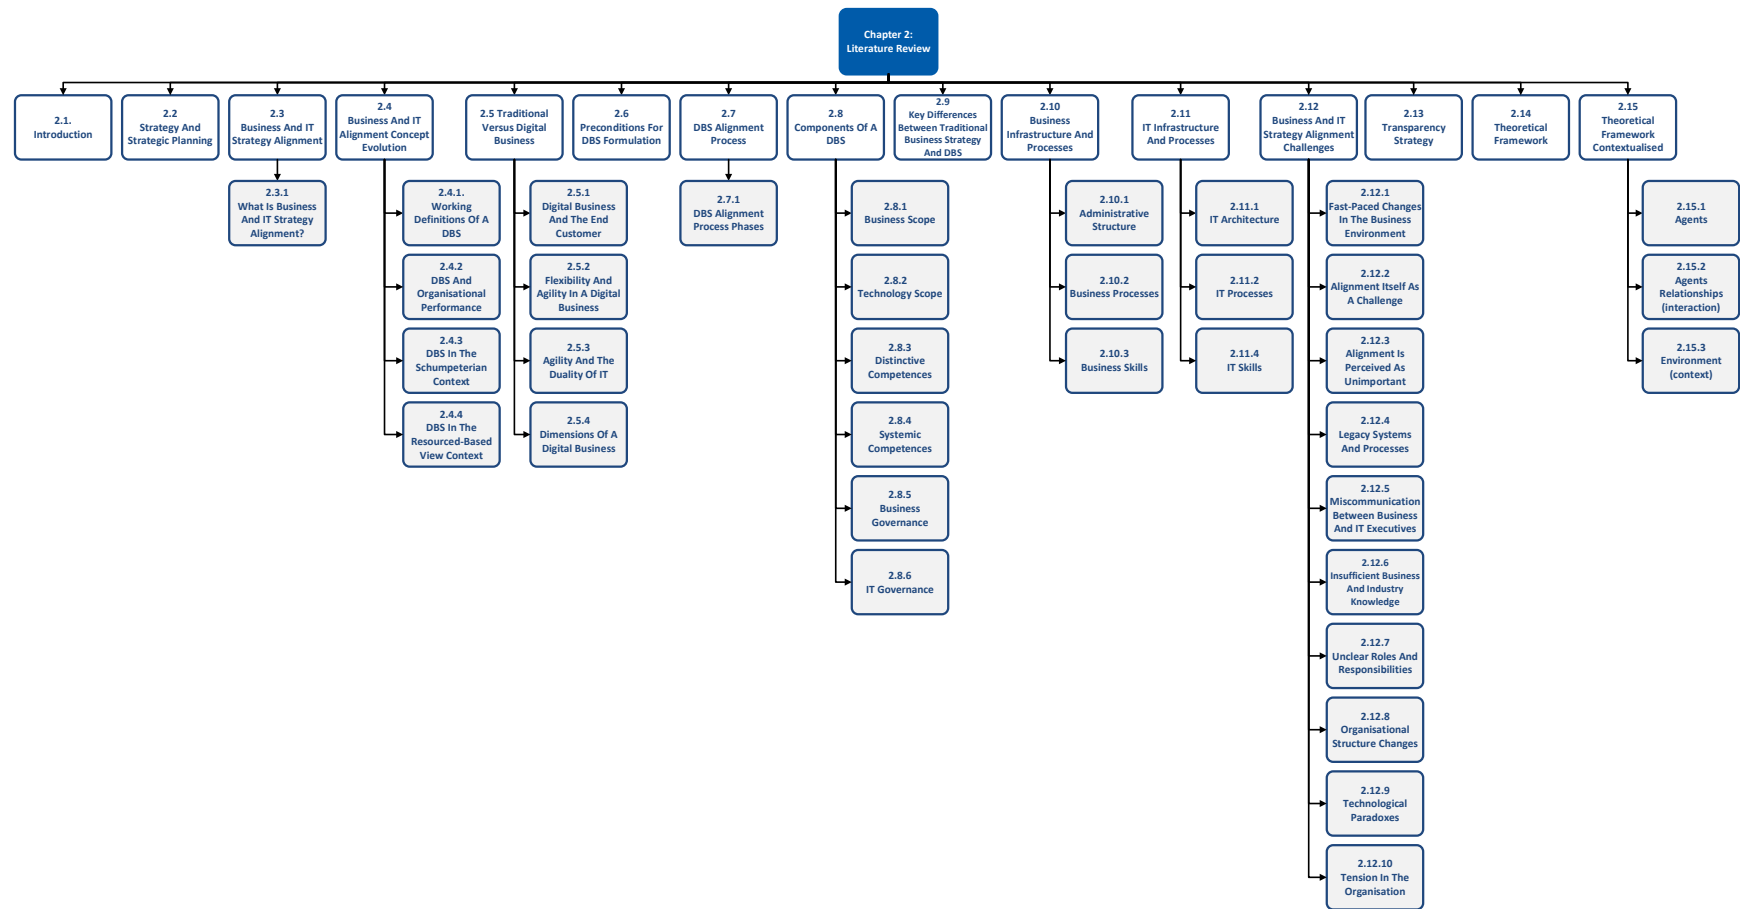 Chapter 2:
Literature Review
2.1.
Introduction
2.2
Strategy And
Strategic Planning
2.3
Business And IT
Strategy Alignment
2.4
Business And IT
Alignment Concept
Evolution
2.5 Traditional
Versus Digital
Business
2.6
Preconditions For
DBS Formulation
2.7
DBS Alignment
Process
2.8
Components Of A
DBS
2.9
Key Differences
Between Traditional
Business Strategy
And DBS
2.10
Business
Infrastructure And
Processes
2.11
IT Infrastructure
And Processes
2.12
Business And IT
Strategy Alignment
Challenges
2.13
Transparency
Strategy
2.14
Theoretical
Framework
2.15
Theoretical
Framework
Contextualised
2.3.1
What Is Business
And IT Strategy
Alignment?
2.4.1.
Working
Definitions Of A
DBS
2.4.2
DBS And
Organisational
Performance
2.4.3
DBS In The
Schumpeterian
Context
2.4.4
DBS In The
Resourced-Based
View Context
2.5.1
Digital Business
And The End
Customer
2.5.2
Flexibility And
Agility In A Digital
Business
2.5.3
Agility And The
Duality Of IT
2.5.4
Dimensions Of A
Digital Business
2.7.1
DBS Alignment
Process Phases
2.8.1
Business Scope
2.8.2
Technology Scope
2.8.3
Distinctive
Competences
2.8.4
Systemic
Competences
2.8.5
Business
Governance
2.8.6
IT Governance
2.10.1
Administrative
Structure
2.10.2
Business Processes
2.10.3
Business Skills
2.11.1
IT Architecture
2.11.2
IT Processes
2.11.4
IT Skills
2.12.1
Fast-Paced Changes
In The Business
Environment
2.12.2
Alignment Itself As
A Challenge
2.12.3
Alignment Is
Perceived As
Unimportant
2.12.4
Legacy Systems
And Processes
2.12.5
Miscommunication
Between Business
And IT Executives
2.12.6
Insufficient Business
And Industry
Knowledge
2.12.7
Unclear Roles And
Responsibilities
2.12.8
Organisational
Structure Changes
2.12.9
Technological
Paradoxes
2.12.10
Tension In The
Organisation
2.15.1
Agents
2.15.2
Agents
Relationships
(interaction)
2.15.3
Environment
(context)